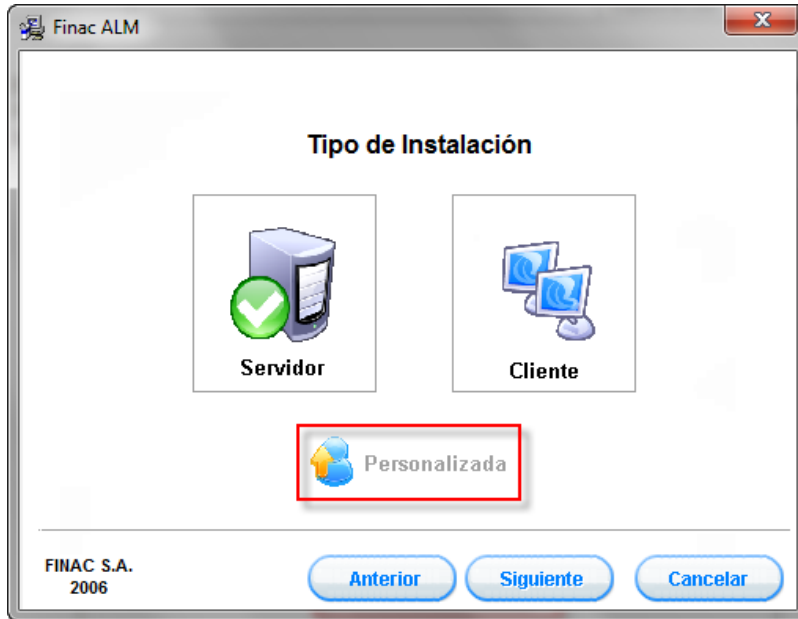 Finac ALM
Tipo de Instalación
Servidor
Cliente
Personalizada
FINAC S.A.
2006
Anterior
Siguiente
Cancelar